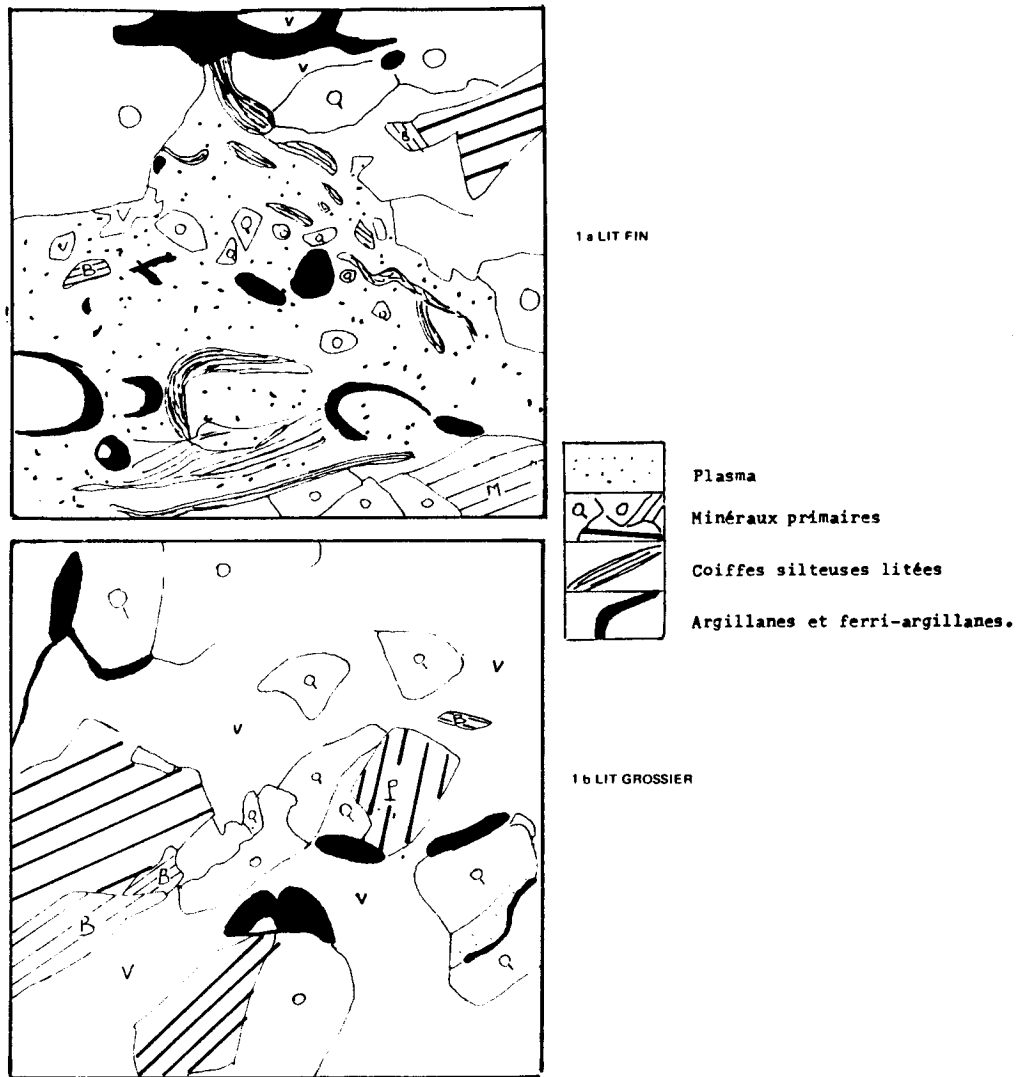 V
V
Q
O
O
B
V
O
Q
O
Q
Q
V
B
O
O
O
O
O
M
O
O
O
1 a LIT FIN
Plasma
Q O
Minéraux primaires
Coiffes silteuses litées
Argillanes et ferri-argillanes.
O
Q
Q
V
Q
B
V
Q
P
Q
Q
O
Q
B
V
B
V
O
Q
1 b LIT GROSSIER